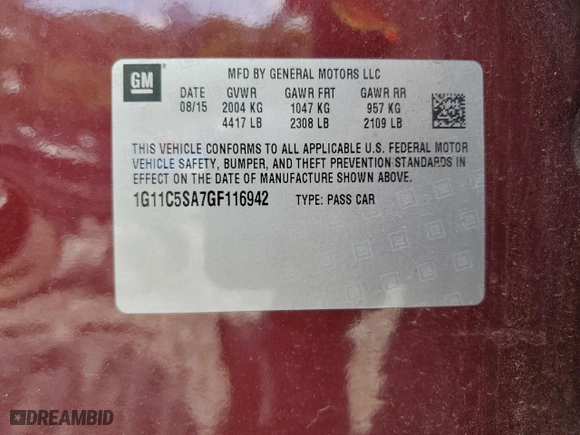 GM
MFD BY GENERAL MOTORS LLC
DATE GVWR GAWR FRT GAWR RR
08/15 2004 KG 1047 KG 957 KG
4417 LB 2308 LB 2109 LB
THIS VEHICLE CONFORMS TO ALL APPLICABLE U.S. FEDERAL MOTOR
VEHICLE SAFETY, BUMPER, AND THEFT PREVENTION STANDARDS IN
EFFECT ON THE DATE OF MANUFACTURE SHOWN ABOVE.
1G11C5SA7GF116942 TYPE: PASS CAR
DREAMBID